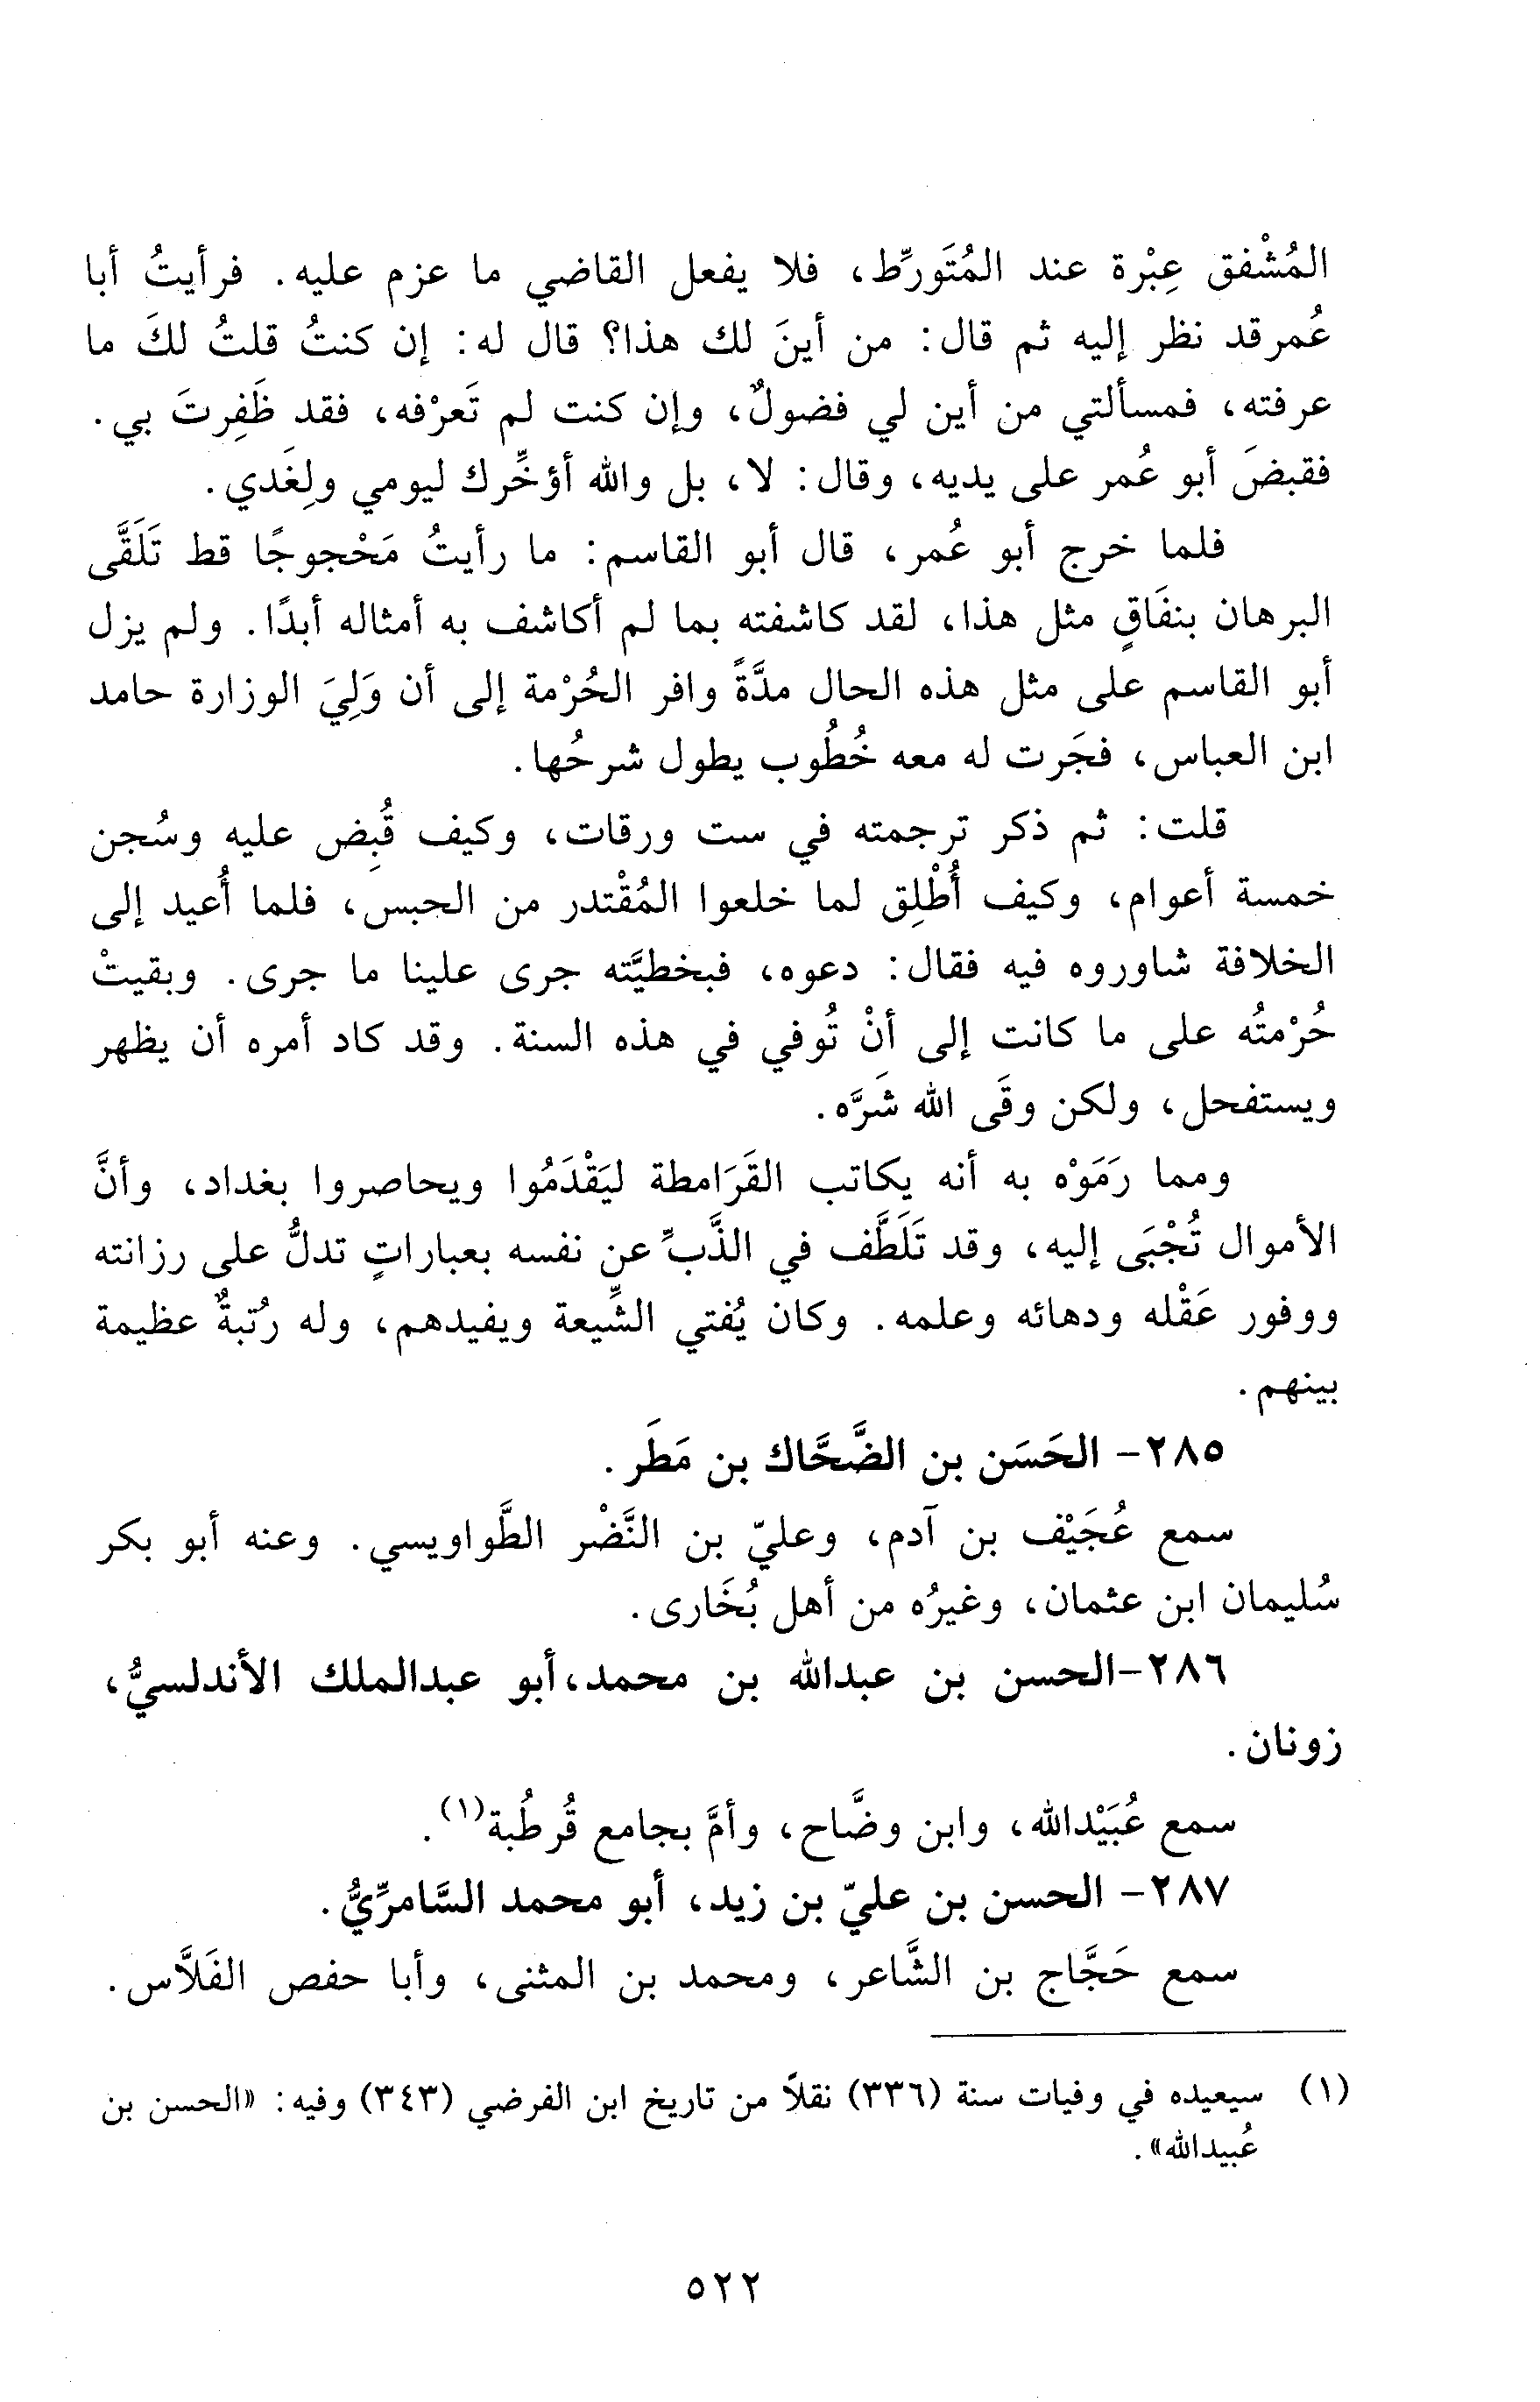 المُشْفق عِبْرة عند المُتَورِّط، فلا يفعل القاضي ما عزم عليه. فرأيتُ أبا
عُمر قد نظر إليه ثم قال: من أينَ لك هذا؟ قال له: إن كنتُ قلتُ لكَ ما
عرفته، فمسألتي من أين لي فضولٌ، وإن كنت لم تَعرْفه، فقد ظَفِرتَ بي.
فقبضَ أبو عُمر على يديه، وقال: لا، بل والله أؤخِّرك ليومي ولِغَدي.
فلما خرج أبو عُمر، قال أبو القاسم: ما رأيتُ مَحْجوجًا قط تَلَقَّى
البرهان بنفَاقٍ مثل هذا، لقد كاشفته بما لم أكاشف به أمثاله أبدًا. ولم يزل
أبو القاسم على مثل هذه الحال مدَّةً وافر الحُرْمة إلى أن وَلِيَ الوزارة حامد
ابن العباس، فجَرت له معه خُطُوب يطول شرحُها.
قلت: ثم ذكر ترجمته في ست ورقات، وكيف قُبِض عليه وسُجن
خمسة أعوام، وكيف أُطْلِق لما خلعوا المُقْتدر من الحبس، فلما أُعيد إلى
الخلافة شاوروه فيه فقال: دعوه، فبخطيَّته جرى علينا ما جرى. وبقيتْ
حُرْمتُه على ما كانت إلى أنْ تُوفي في هذه السنة. وقد كاد أمره أن يظهر
ويستفحل، ولكن وقَى الله شَرَّه.
ومما رَمَوْه به أنه يكاتب القَرَامطة ليَقْدَمُوا ويحاصروا بغداد، وأنَّ
الأموال تُجْبَى إليه، وقد تَلَطَّف في الذَّبِّ عن نفسه بعباراتٍ تدلُّ على رزانته
ووفور عَقْله ودهائه وعلمه. وكان يُفتي الشِّيعة ويفيدهم، وله رُتبةٌ عظيمة
بينهم.
٢٨٥- الحَسَن بن الضَّحَّاك بن مَطَر.
سمع عُجَيْف بن آدم، وعليّ بن النَّضْر الطَّواويسي. وعنه أبو بكر
سُليمان ابن عثمان، وغيرُه من أهل بُخَارى.
٢٨٦-الحسن بن عبدالله بن محمد،أبو عبدالملك الأندلسيُّ،
زونان.
سمع عُبَيْدالله، وابن وضَّاح، وأمَّ بجامع قُرطُبة(١).
٢٨٧- الحسن بن عليّ بن زيد، أبو محمد السَّامرِّيُّ.
سمع حَجَّاج بن الشَّاعر، ومحمد بن المثنى، وأبا حفص الفَلاَّس.
(١) سيعيده في وفيات سنة (٣٣٦) نقلاً من تاريخ ابن الفرضي (٣٤٣) وفيه: «الحسن بن
عُبيدالله».
٥٢٢